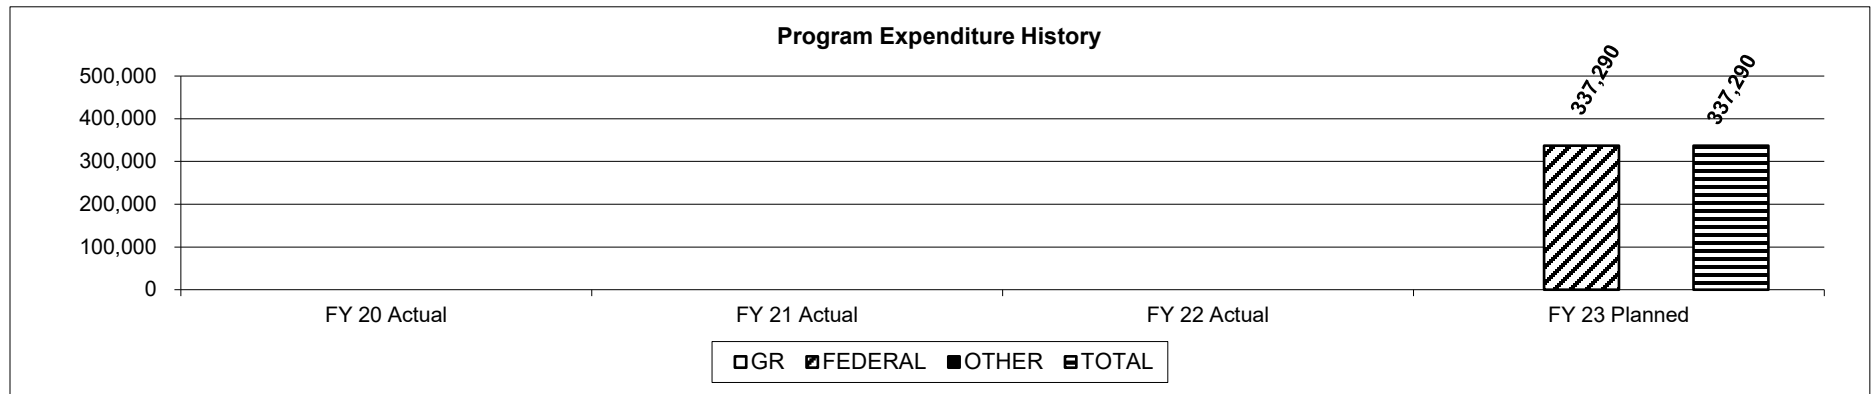 Program Expenditure History
500,000
400,000
300,000
200,000
100,000
0
337,290
337,290
FY 20 Actual
FY 21 Actual
FY 22 Actual
FY 23 Planned
GR FEDERAL OTHER TOTAL